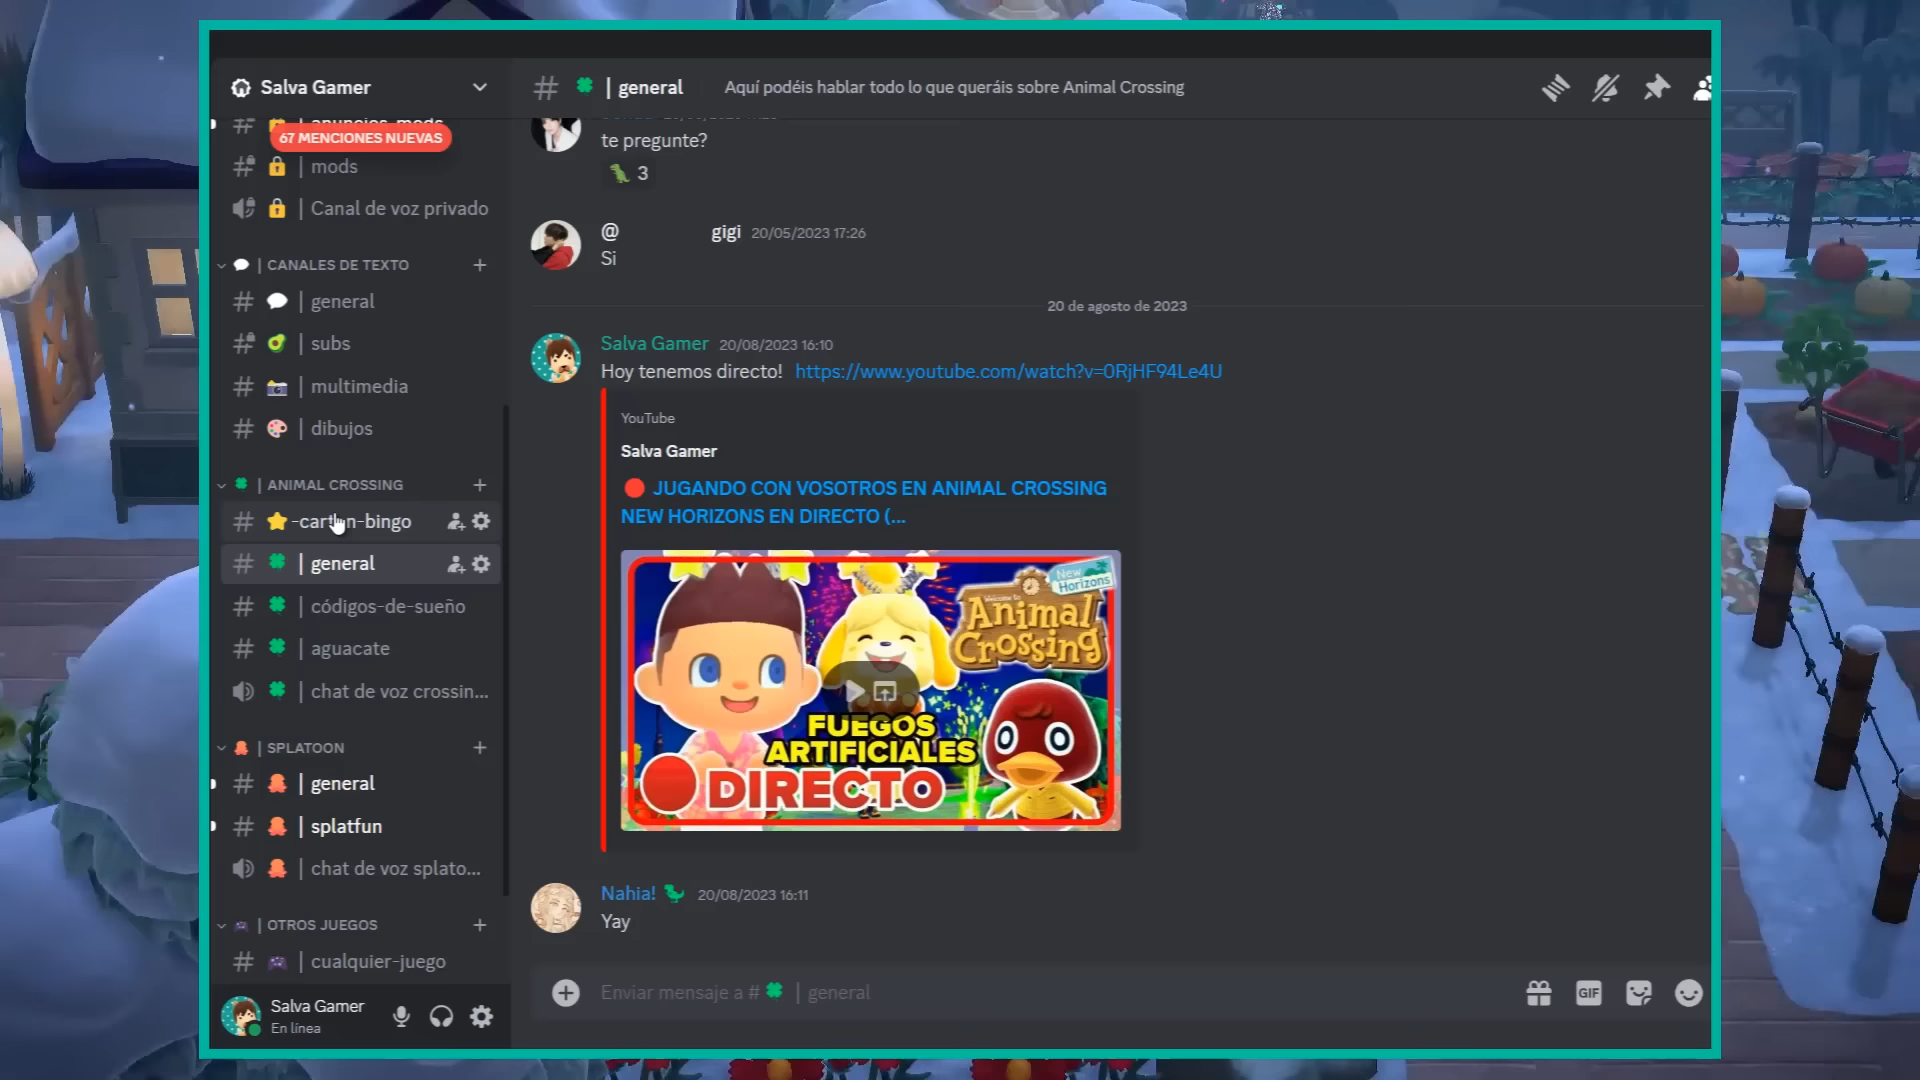 Salva Gamer
67 MENCIONES NUEVAS
| mods
| Canal de voz privado
| CANALES DE TEXTO
| general
| subs
| multimedia
| dibujos
| ANIMAL CROSSING
-cartón-bingo
| general
| códigos-de-sueño
| aguacate
| chat de voz crossin...
| SPLATOON
| general
| splatfun
| chat de voz splato...
| OTROS JUEGOS
| cualquier-juego
Salva Gamer
En línea
| general
Aquí podéis hablar todo lo que queráis sobre Animal Crossing
te pregunte?
3
@ gigi 20/05/2023 17:26
Si
20 de agosto de 2023
Salva Gamer 20/08/2023 16:10
Hoy tenemos directo! https://www.youtube.com/watch?v=0RjHF94Le4U
YouTube
Salva Gamer
JUGANDO CON VOSOTROS EN ANIMAL CROSSING
NEW HORIZONS EN DIRECTO (...
New
Horizons
Welcome to
Animal
Crossing
FUEGOS
ARTIFICIALES
DIRECTO
Nahia! 20/08/2023 16:11
Yay
Enviar mensaje a # | general
GIF